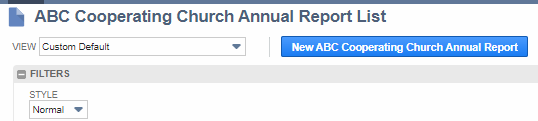 ABC Cooperating Church Annual Report List
VIEW Custom Default New ABC Cooperating Church Annual Report
FILTERS
STYLE
Normal